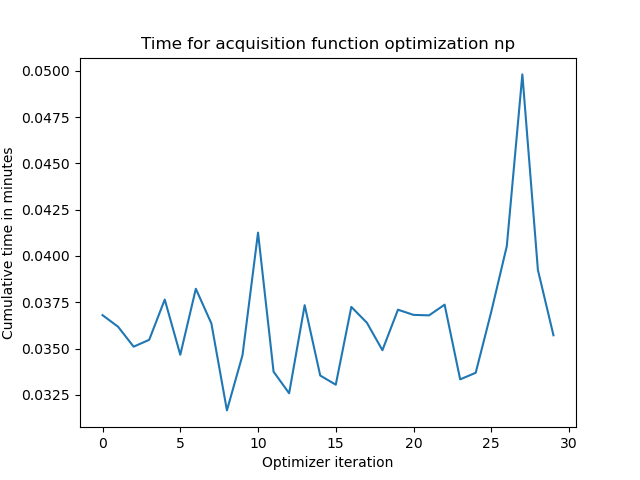 Time for acquisition function optimization np
Cumulative time in minutes
0.0500
0.0475
0.0450
0.0425
0.0400
0.0375
0.0350
0.0325
0 5 10 15 20 25 30
Optimizer iteration